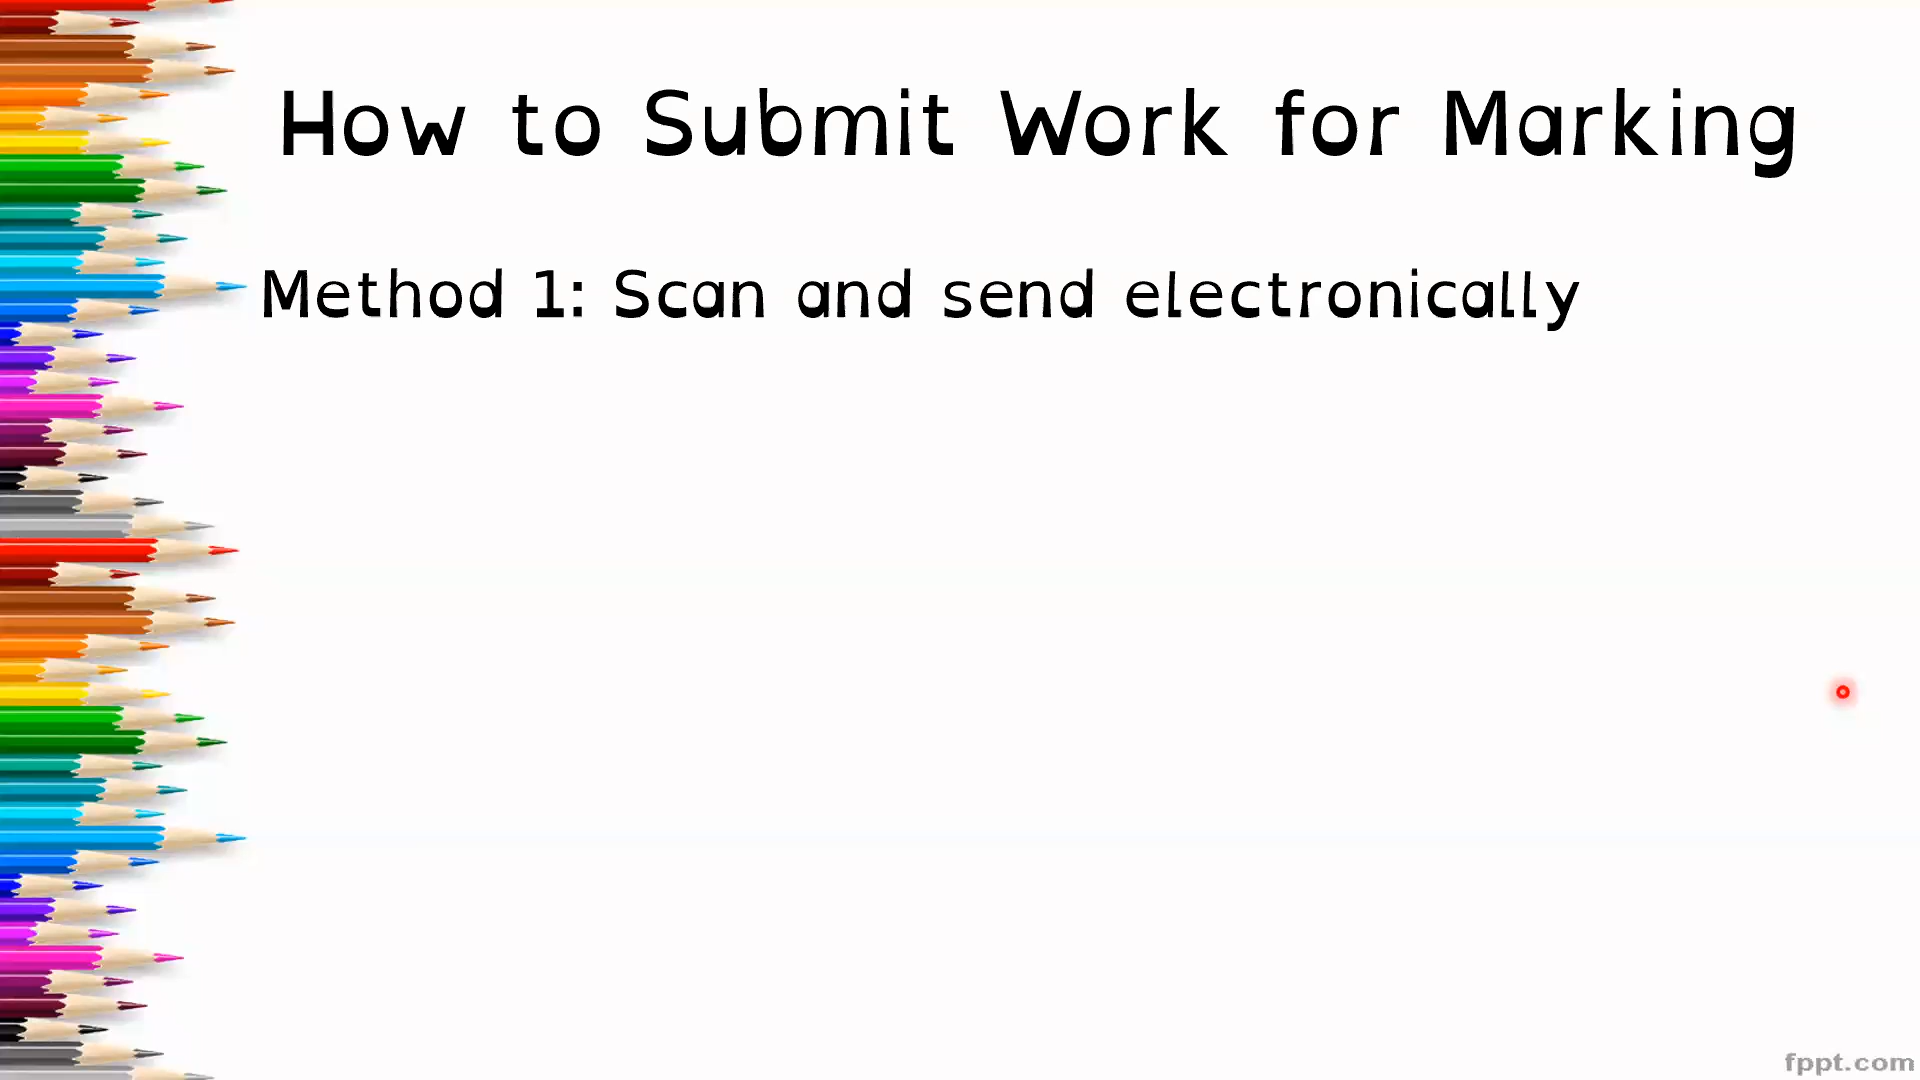 How to Submit Work for Marking
Method 1: Scan and send electronically
fppt.com